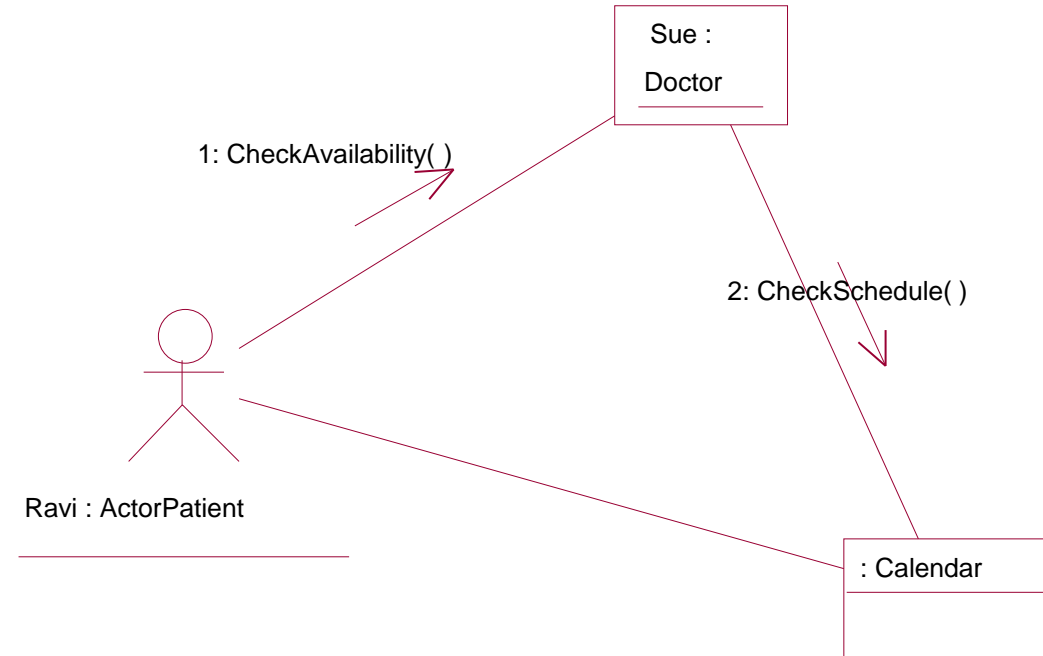 Sue :
Doctor
1: CheckAvailability( )
2: CheckSchedule( )
Ravi : ActorPatient
: Calendar